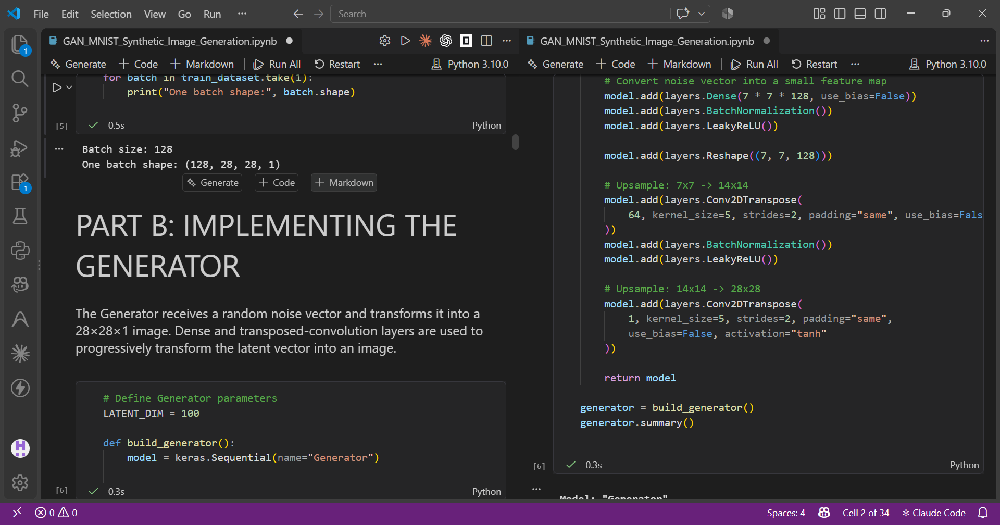 File Edit Selection View Go Run ···
Search
GAN_MNIST_Synthetic_Image_Generation.ipynb
Generate + Code + Markdown Run All Restart ··· Python 3.10.0
for batch in train_dataset.take(1):
print("One batch shape:", batch.shape)
[5] 0.5s Python
Batch size: 128
One batch shape: (128, 28, 28, 1)
Generate + Code + Markdown
PART B: IMPLEMENTING THE
GENERATOR
The Generator receives a random noise vector and transforms it into a
28×28×1 image. Dense and transposed-convolution layers are used to
progressively transform the latent vector into an image.
# Define Generator parameters
LATENT_DIM = 100
def build_generator():
model = keras.Sequential(name="Generator")
[6] 0.3s Python
GAN_MNIST_Synthetic_Image_Generation.ipynb
Generate + Code + Markdown Run All Restart ··· Python 3.10.0
# Convert noise vector into a small feature map
model.add(layers.Dense(7 * 7 * 128, use_bias=False))
model.add(layers.BatchNormalization())
model.add(layers.LeakyReLU())
model.add(layers.Reshape((7, 7, 128)))
# Upsample: 7x7 -> 14x14
model.add(layers.Conv2DTranspose(
64, kernel_size=5, strides=2, padding="same", use_bias=Fals
))
model.add(layers.BatchNormalization())
model.add(layers.LeakyReLU())
# Upsample: 14x14 -> 28x28
model.add(layers.Conv2DTranspose(
1, kernel_size=5, strides=2, padding="same",
use_bias=False, activation="tanh"
))
return model
generator = build_generator()
generator.summary()
[6] 0.3s Python
Model: "Generator"
1
1
0 0
Spaces: 4 Cell 2 of 34 Claude Code